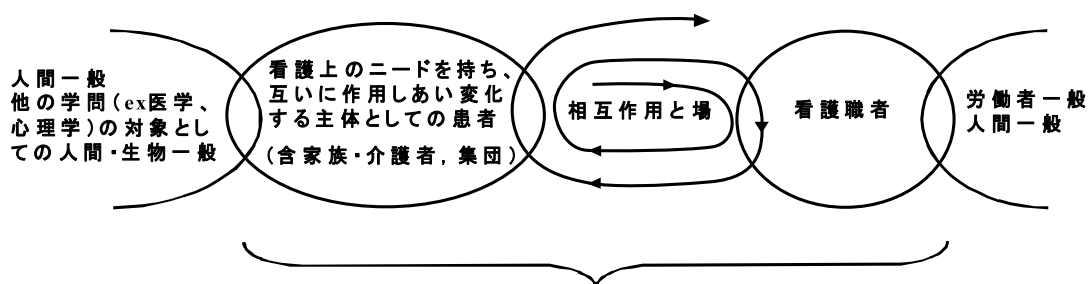 人間一般
他の学問（ex医学、
心理学）の対象とし
ての人間・生物一般
看護上のニードを持ち、
互いに作用しあい変化
する主体としての患者
（含家族・介護者，集団）
相互作用と場
看護職者
労働者一般
人間一般